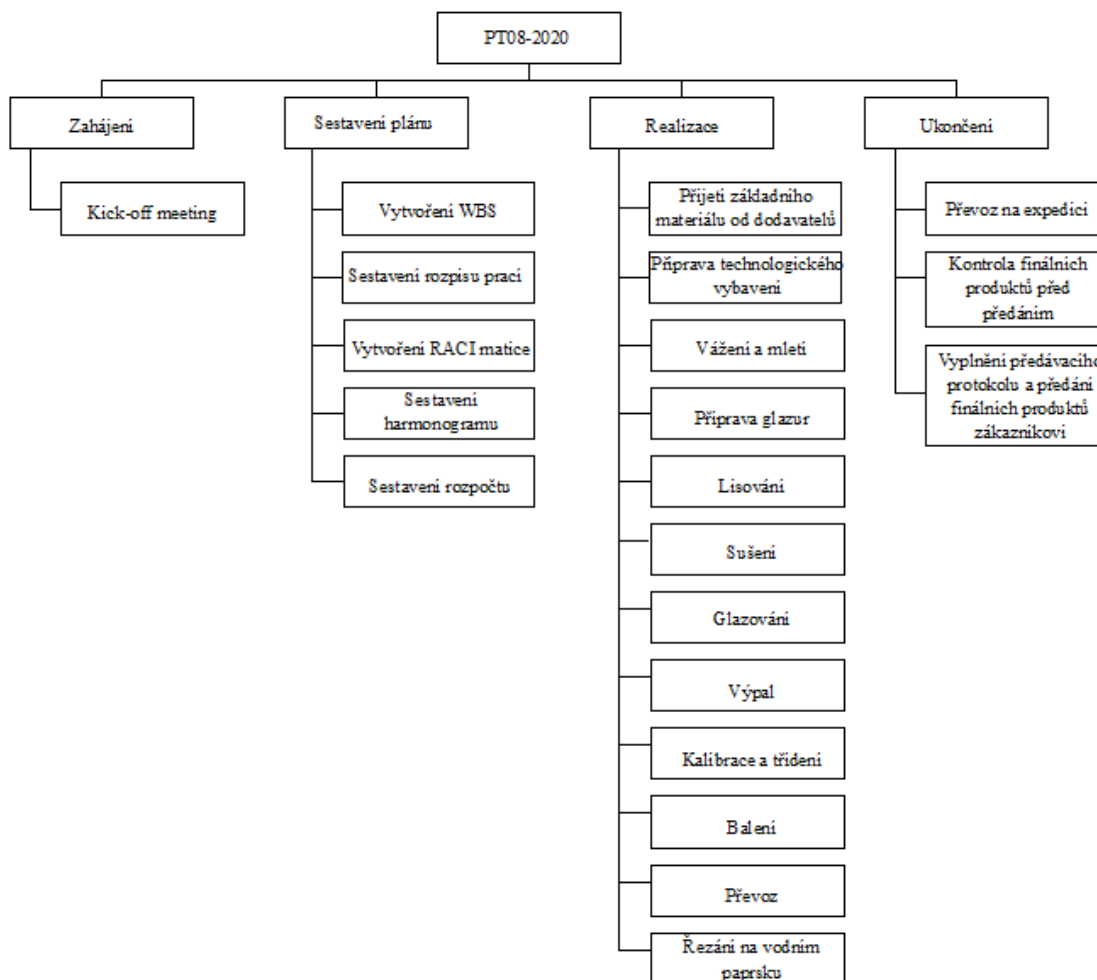 PT08-2020
Zahájení
Sestavení plánu
Realizace
Ukončení
Kick-off meeting
Vytvoření WBS
Sestavení rozpisu prací
Vytvoření RACI matice
Sestavení
harmonogramu
Sestavení rozpočtu
Přijetí základního
materiálu od dodavatelů
Příprava technologického
vybavení
Vážení a mletí
Příprava glazur
Lisování
Sušení
Glazování
Výpal
Kalibrace a třídení
Balení
Převoz
Řezání na vodním
paprsku
Převoz na expedici
Kontrola finálních
produktů před
předáním
Vyplnění předávacího
protokolu a předání
finálních produktů
zákazníkovi